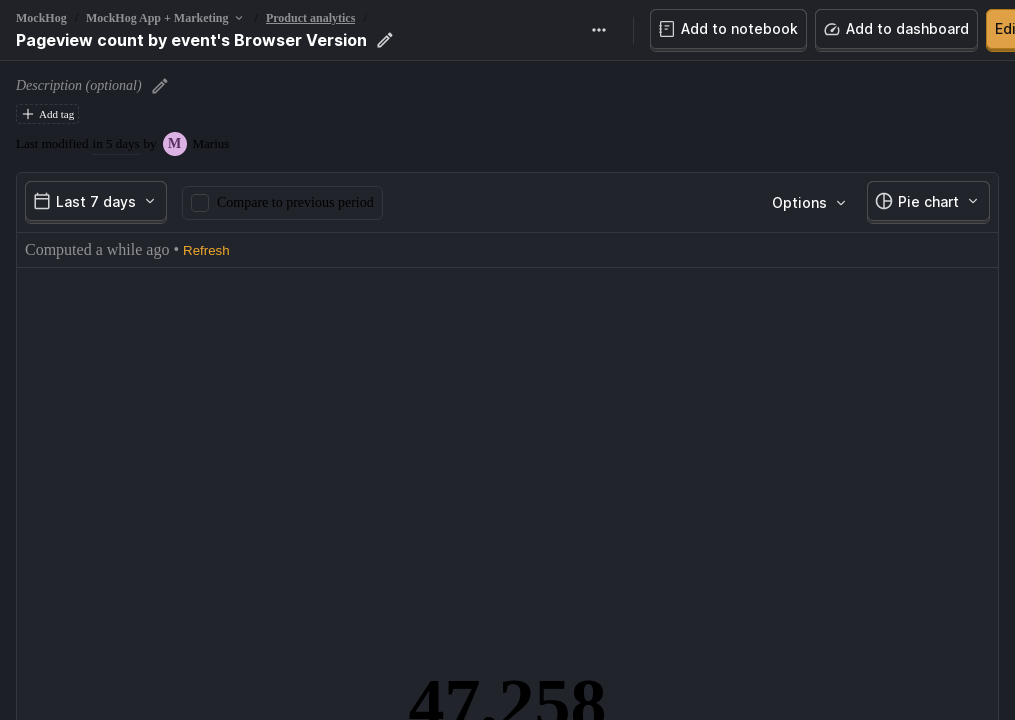 MockHog / MockHog App + Marketing / Product analytics /
Pageview count by event's Browser Version
Add to notebook
Add to dashboard
Edi
Description (optional)
Add tag
Last modified in 5 days by M Marius
Last 7 days
Compare to previous period
Options
Pie chart
Computed a while ago • Refresh
47,258